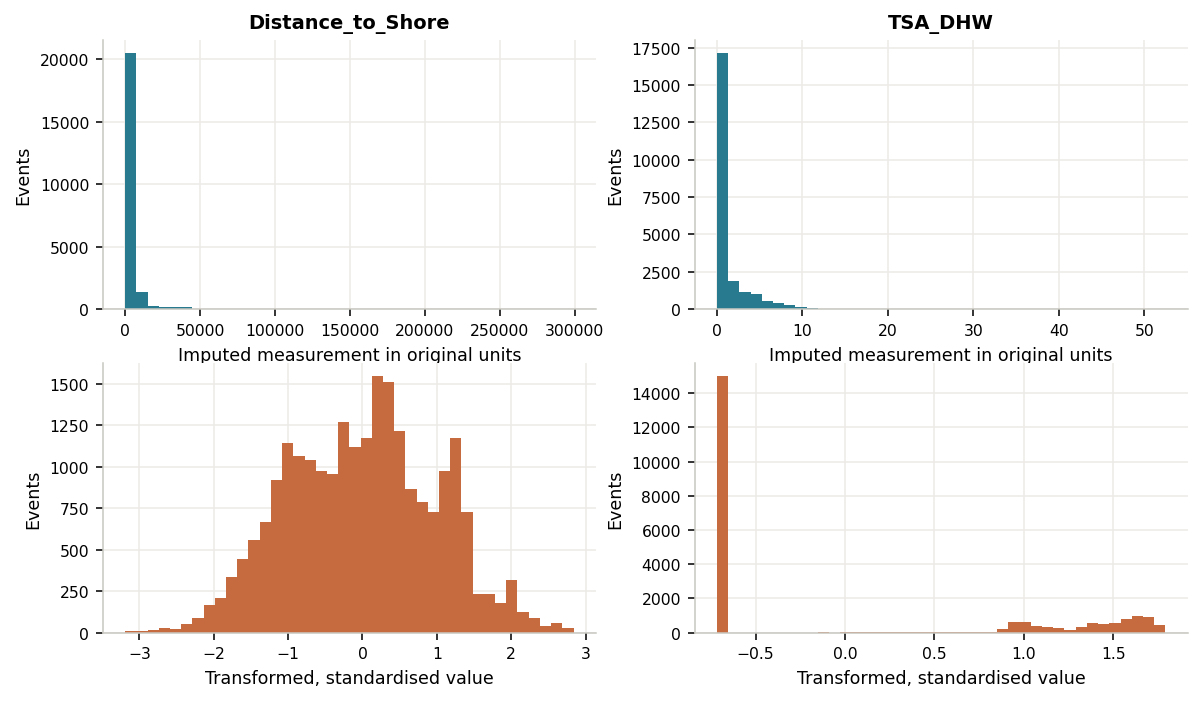 Distance_to_Shore
Events
20000
15000
10000
5000
0
0 50000 100000 150000 200000 250000 300000
Imputed measurement in original units
TSA_DHW
Events
17500
15000
12500
10000
7500
5000
2500
0
0 10 20 30 40 50
Imputed measurement in original units
Events
1500
1250
1000
750
500
250
0
−3 −2 −1 0 1 2 3
Transformed, standardised value
Events
14000
12000
10000
8000
6000
4000
2000
0
−0.5 0.0 0.5 1.0 1.5
Transformed, standardised value